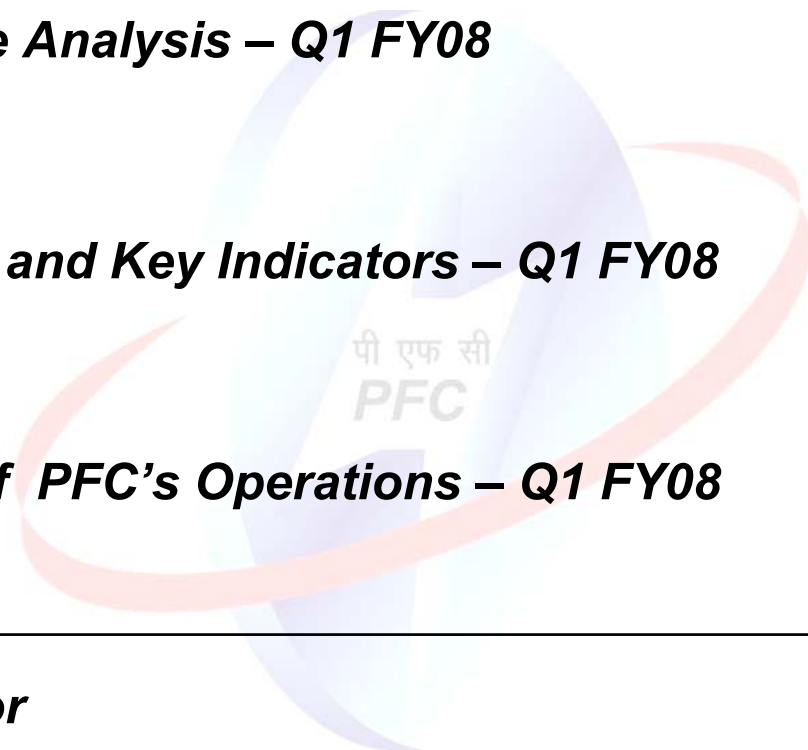 e Analysis – Q1 FY08
and Key Indicators – Q1 FY08
पी एफ सी
PFC
f PFC’s Operations – Q1 FY08
or